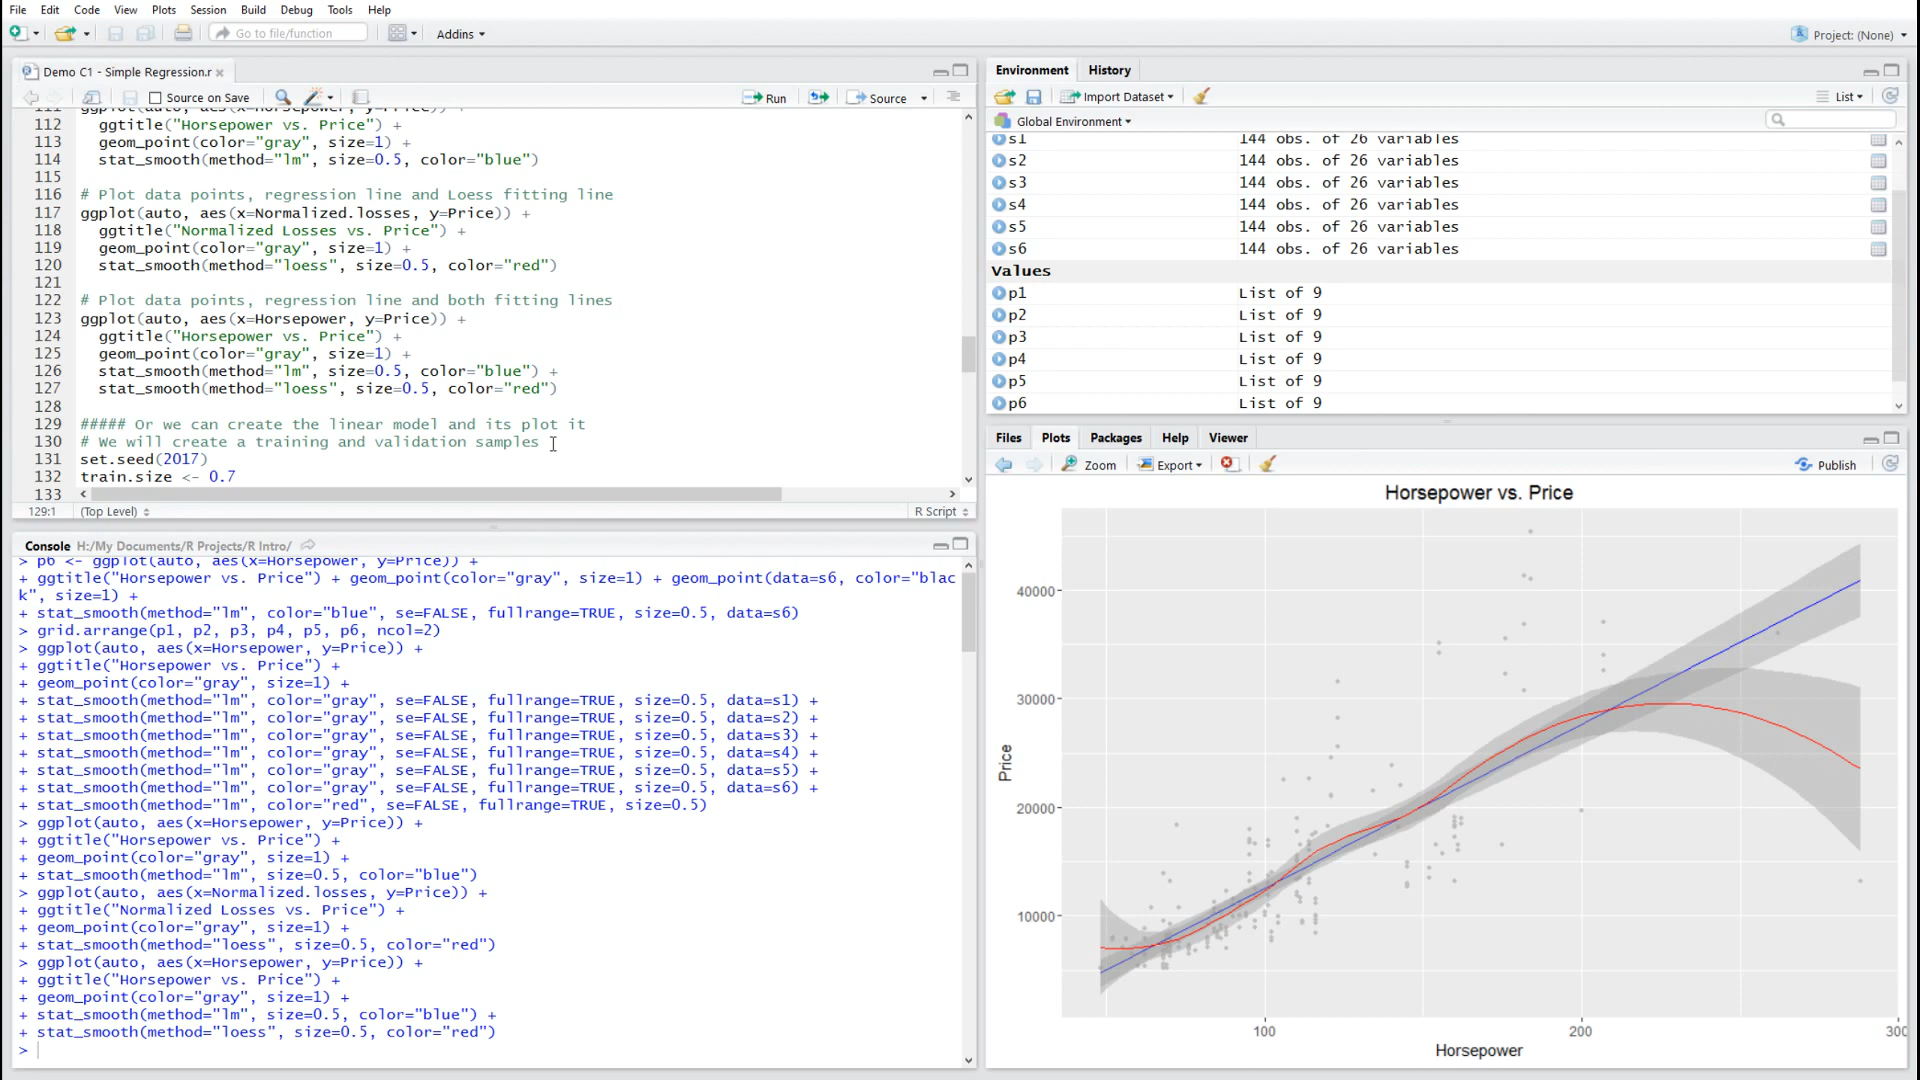 File Edit Code View Plots Session Build Debug Tools Help
Go to file/function
Addins
Project: (None)
Demo C1 - Simple Regression.r
Source on Save
Run
Source
111 ggplot(auto, aes(x=Horsepower, y=Price)) +
112 ggtitle("Horsepower vs. Price") +
113 geom_point(color="gray", size=1) +
114 stat_smooth(method="lm", size=0.5, color="blue")
115
116 # Plot data points, regression line and Loess fitting line
117 ggplot(auto, aes(x=Normalized.losses, y=Price)) +
118 ggtitle("Normalized Losses vs. Price") +
119 geom_point(color="gray", size=1) +
120 stat_smooth(method="loess", size=0.5, color="red")
121
122 # Plot data points, regression line and both fitting lines
123 ggplot(auto, aes(x=Horsepower, y=Price)) +
124 ggtitle("Horsepower vs. Price") +
125 geom_point(color="gray", size=1) +
126 stat_smooth(method="lm", size=0.5, color="blue") +
127 stat_smooth(method="loess", size=0.5, color="red")
128
129 ##### Or we can create the linear model and its plot it
130 # We will create a training and validation samples
131 set.seed(2017)
132 train.size <- 0.7
133
129:1 (Top Level) R Script
Console H:/My Documents/R Projects/R Intro/
> p6 <- ggplot(auto, aes(x=Horsepower, y=Price)) +
+ ggtitle("Horsepower vs. Price") + geom_point(color="gray", size=1) + geom_point(data=s6, color="blac
k", size=1) +
+ stat_smooth(method="lm", color="blue", se=FALSE, fullrange=TRUE, size=0.5, data=s6)
> grid.arrange(p1, p2, p3, p4, p5, p6, ncol=2)
> ggplot(auto, aes(x=Horsepower, y=Price)) +
+ ggtitle("Horsepower vs. Price") +
+ geom_point(color="gray", size=1) +
+ stat_smooth(method="lm", color="gray", se=FALSE, fullrange=TRUE, size=0.5, data=s1) +
+ stat_smooth(method="lm", color="gray", se=FALSE, fullrange=TRUE, size=0.5, data=s2) +
+ stat_smooth(method="lm", color="gray", se=FALSE, fullrange=TRUE, size=0.5, data=s3) +
+ stat_smooth(method="lm", color="gray", se=FALSE, fullrange=TRUE, size=0.5, data=s4) +
+ stat_smooth(method="lm", color="gray", se=FALSE, fullrange=TRUE, size=0.5, data=s5) +
+ stat_smooth(method="lm", color="gray", se=FALSE, fullrange=TRUE, size=0.5, data=s6) +
+ stat_smooth(method="lm", color="red", se=FALSE, fullrange=TRUE, size=0.5)
> ggplot(auto, aes(x=Horsepower, y=Price)) +
+ ggtitle("Horsepower vs. Price") +
+ geom_point(color="gray", size=1) +
+ stat_smooth(method="lm", size=0.5, color="blue")
> ggplot(auto, aes(x=Normalized.losses, y=Price)) +
+ ggtitle("Normalized Losses vs. Price") +
+ geom_point(color="gray", size=1) +
+ stat_smooth(method="loess", size=0.5, color="red")
> ggplot(auto, aes(x=Horsepower, y=Price)) +
+ ggtitle("Horsepower vs. Price") +
+ geom_point(color="gray", size=1) +
+ stat_smooth(method="lm", size=0.5, color="blue") +
+ stat_smooth(method="loess", size=0.5, color="red")
>
Environment History
Import Dataset List
Global Environment
s1 144 obs. of 26 variables
s2 144 obs. of 26 variables
s3 144 obs. of 26 variables
s4 144 obs. of 26 variables
s5 144 obs. of 26 variables
s6 144 obs. of 26 variables
Values
p1 List of 9
p2 List of 9
p3 List of 9
p4 List of 9
p5 List of 9
p6 List of 9
Files Plots Packages Help Viewer
Zoom Export Publish
Horsepower vs. Price
40000
30000
20000
10000
Price
100 200 300
Horsepower